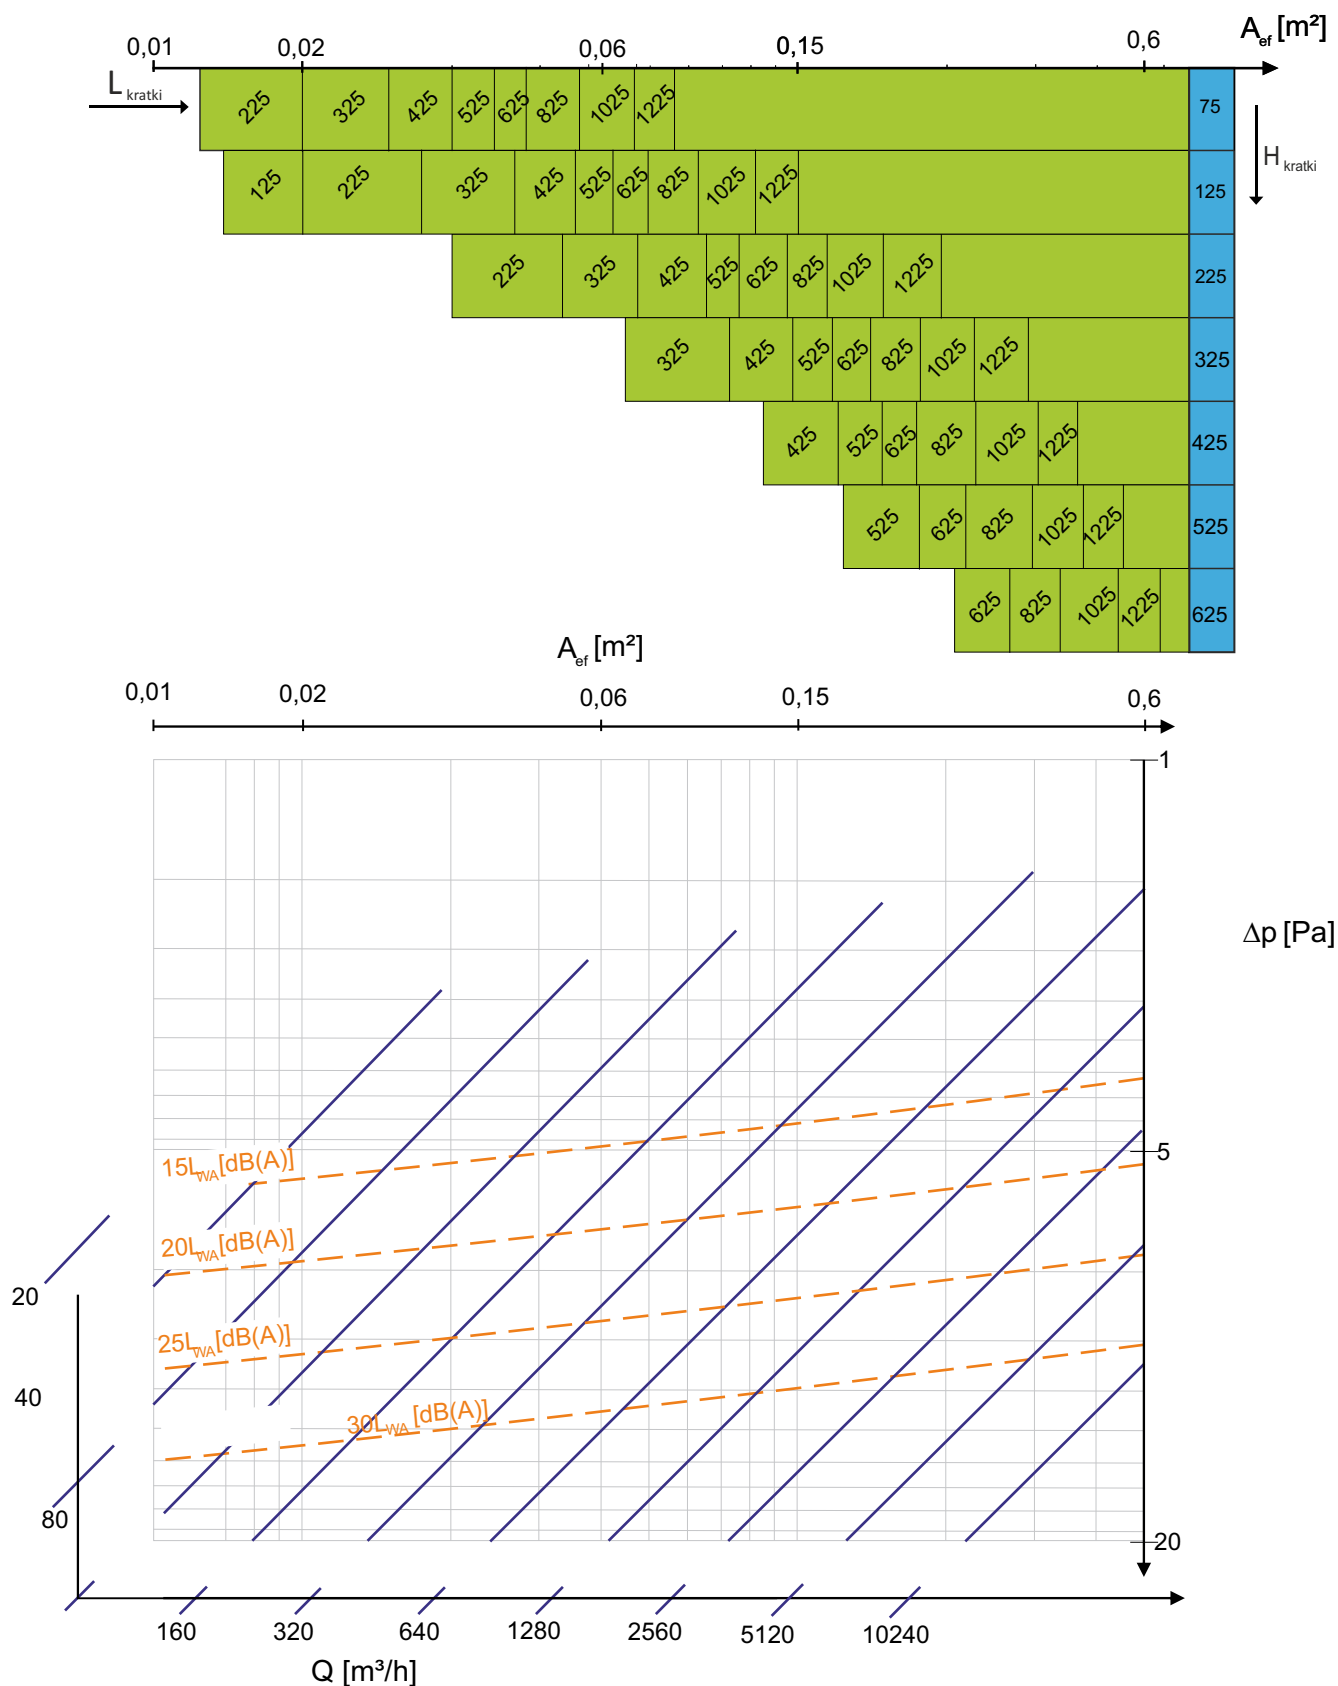 0,01 0,02 0,06 0,15 0,6 A_ef [m²]
L kratki
225 325 425 525 625 825 1025 1225 75
H kratki
125 225 325 425 525 625 825 1025 1225 125
225 325 425 525 625 825 1025 1225 225
325 425 525 625 825 1025 1225 325
425 525 625 825 1025 1225 425
525 625 825 1025 1225 525
625 825 1025 1225 625
A_ef [m²]
0,01 0,02 0,06 0,15 0,6
1
Δp [Pa]
5
15L_WA [dB(A)]
20L_WA [dB(A)]
20
25L_WA [dB(A)]
40
30L_WA [dB(A)]
80
20
160 320 640 1280 2560 5120 10240
Q [m³/h]